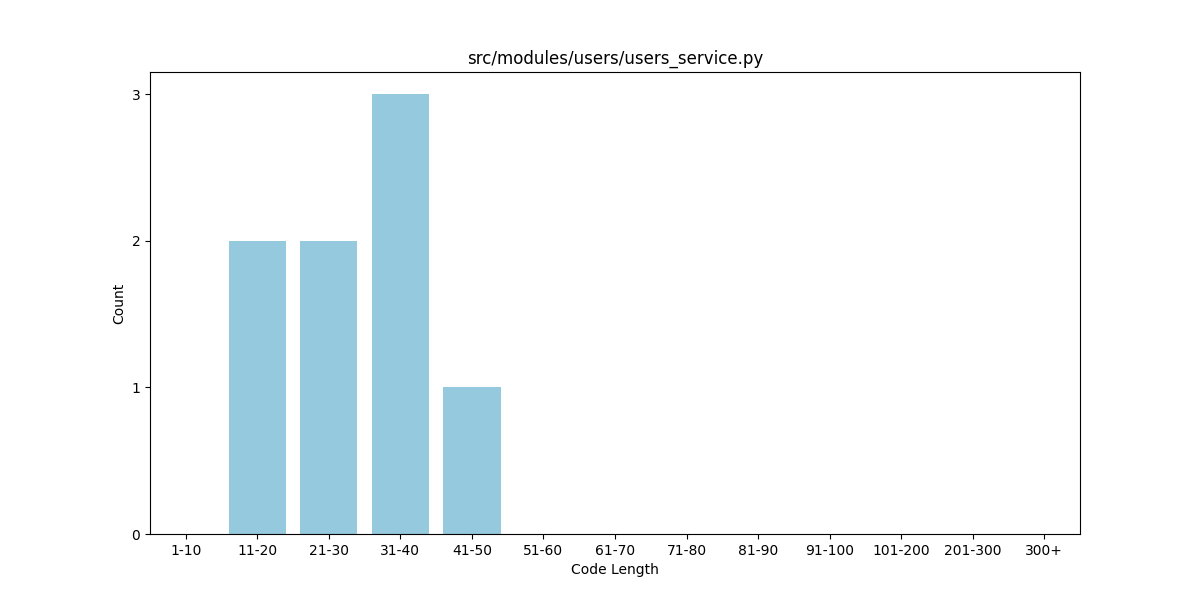 src/modules/users/users_service.py
3
2
1
0
Count
1-10 11-20 21-30 31-40 41-50 51-60 61-70 71-80 81-90 91-100 101-200 201-300 300+
Code Length